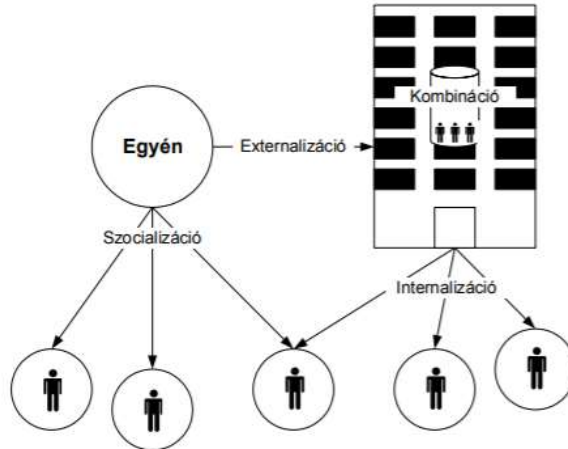 Kombináció
Egyén
Externalizáció
Szocializáció
Internalizáció